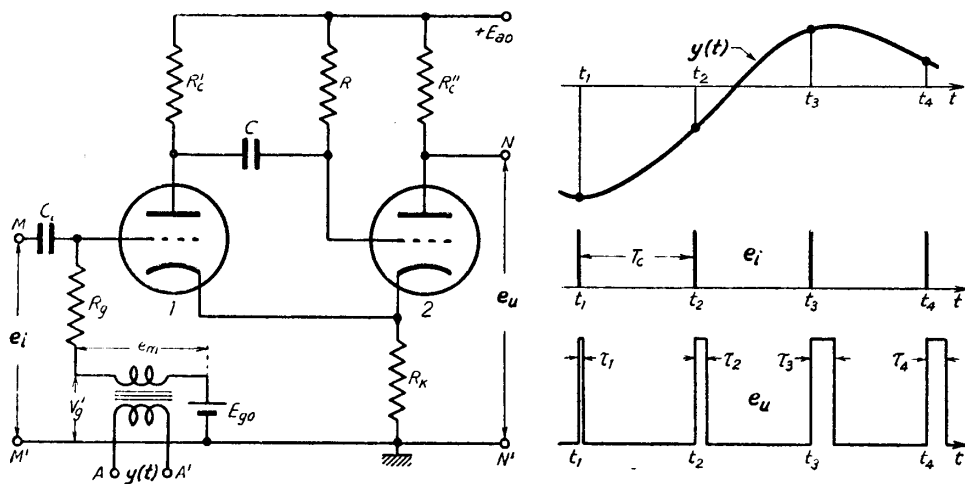 +E_ao
R'_c
R
R''_c
C
N
M
C_i
1
2
R_g
e_i
e_u
e_m
R_K
V'_g
E_go
M'
A
y(t)
A'
N'
y(t)
t_1
t_2
t_3
t_4
t
T_c
e_i
t_1
t_2
t_3
t_4
t
τ_1
τ_2
τ_3
τ_4
e_u
t_1
t_2
t_3
t_4
t